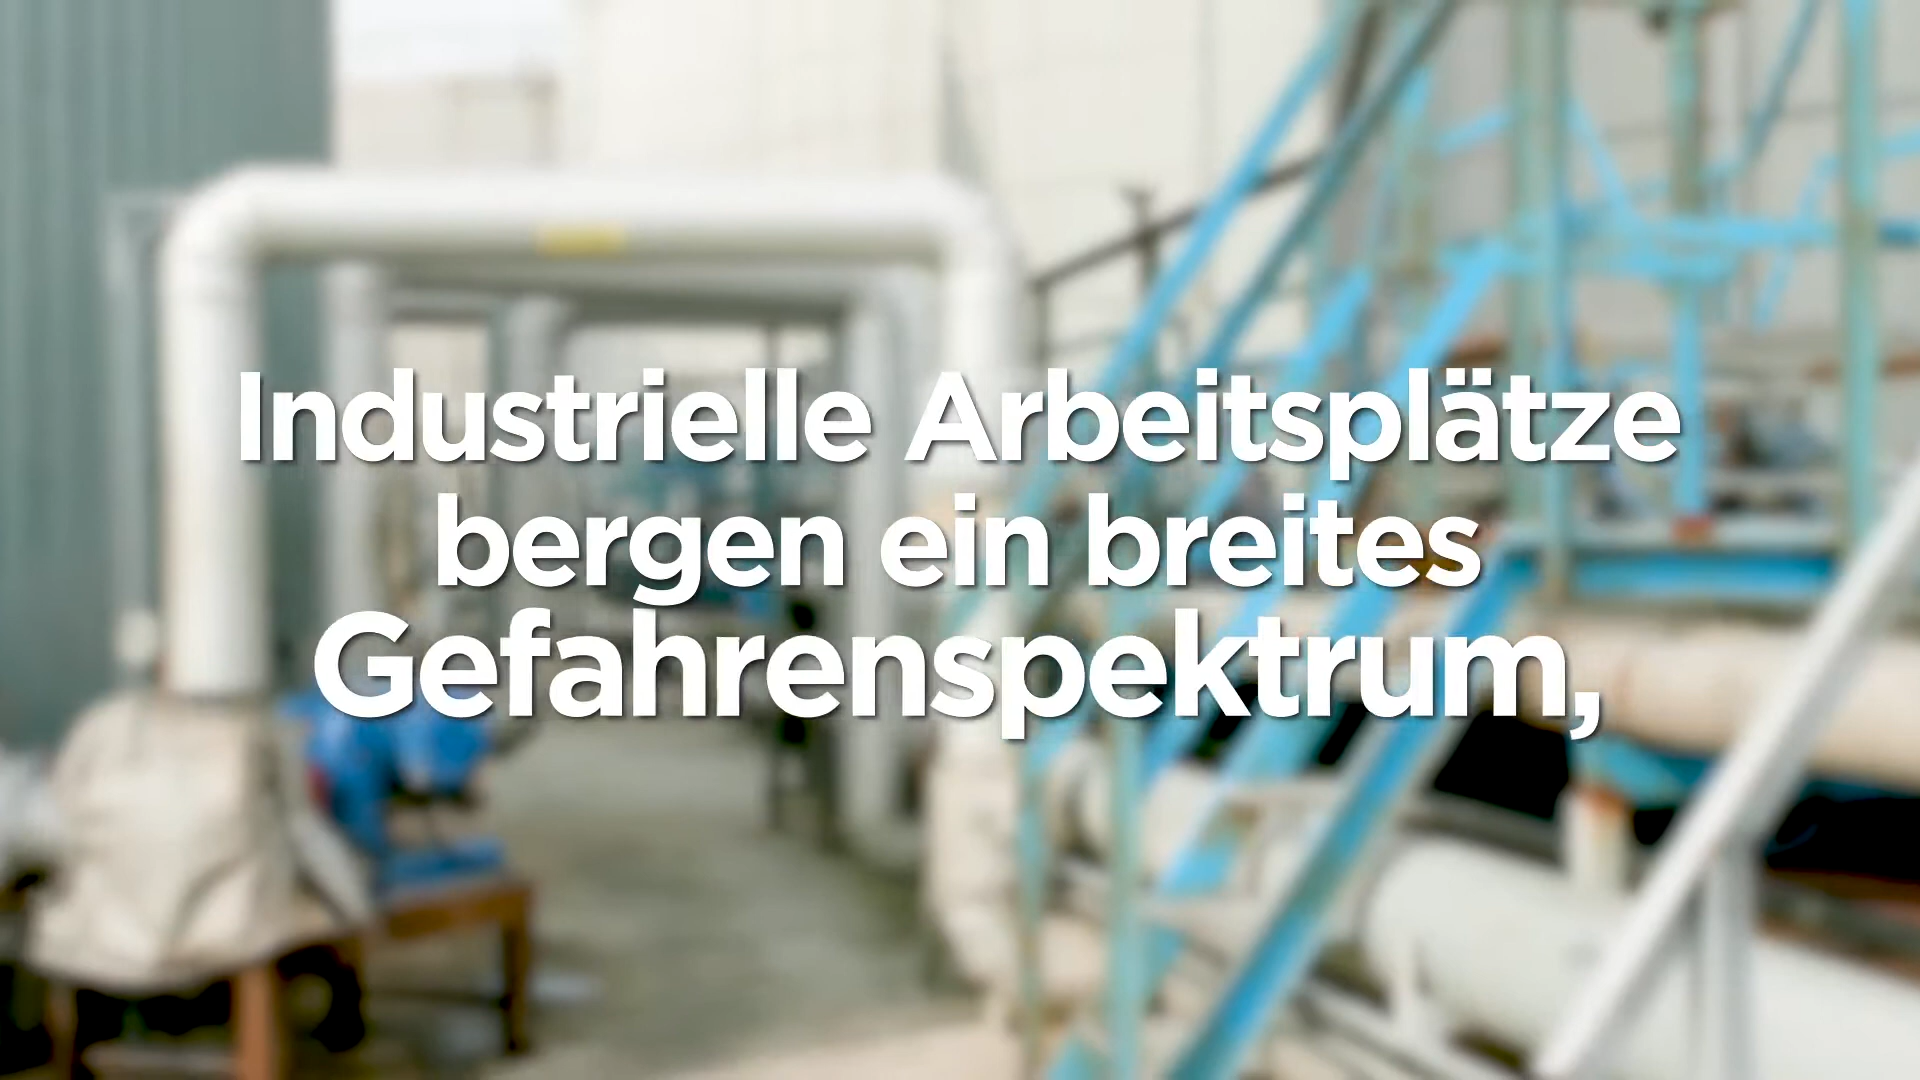 Industrielle Arbeitsplätze
bergen ein breites
Gefahrenspektrum,